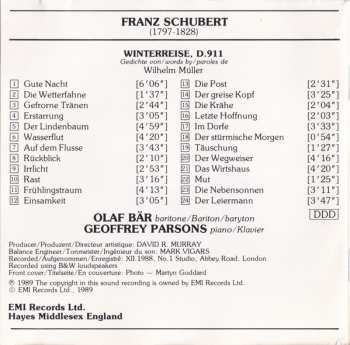 FRANZ SCHUBERT
(1797-1828)
WINTERREISE, D.911
Gedichte von/words by/paroles de
Wilhelm Müller
1 Gute Nacht [6'06"]
2 Die Wetterfahne [1'37"]
3 Gefrorne Tränen [2'44"]
4 Erstarrung [3'05"]
5 Der Lindenbaum [4'59"]
6 Wasserflut [4'20"]
7 Auf dem Flusse [3'43"]
8 Rückblick [2'10"]
9 Irrlicht [2'53"]
10 Rast [3'16"]
11 Frühlingstraum [4'13"]
12 Einsamkeit [3'05"]
13 Die Post [2'31"]
14 Der greise Kopf [3'25"]
15 Die Krähe [2'04"]
16 Letzte Hoffnung [2'03"]
17 Im Dorfe [3'33"]
18 Der stürmische Morgen [0'54"]
19 Täuschung [1'27"]
20 Der Wegweiser [4'16"]
21 Das Wirtshaus [4'20"]
22 Mut [1'25"]
23 Die Nebensonnen [3'11"]
24 Der Leiermann [3'47"]
OLAF BÄR baritone/Bariton/baryton
DDD
GEOFFREY PARSONS piano/Klavier
Producer/Produzent/Directeur artistique: DAVID R. MURRAY
Balance Engineer/Tonmeister/Ingénieur du son: MARK VIGARS
Recorded/Aufgenommen/Enregistré: XII.1988, No.1 Studio, Abbey Road, London
Recorded using B&W loudspeakers
Front cover/Titelseite/En couverture: Photo — Martyn Goddard
℗ 1989 The copyright in this sound recording is owned by EMI Records Ltd.
© EMI Records Ltd., 1989
EMI Records Ltd.
Hayes Middlesex England